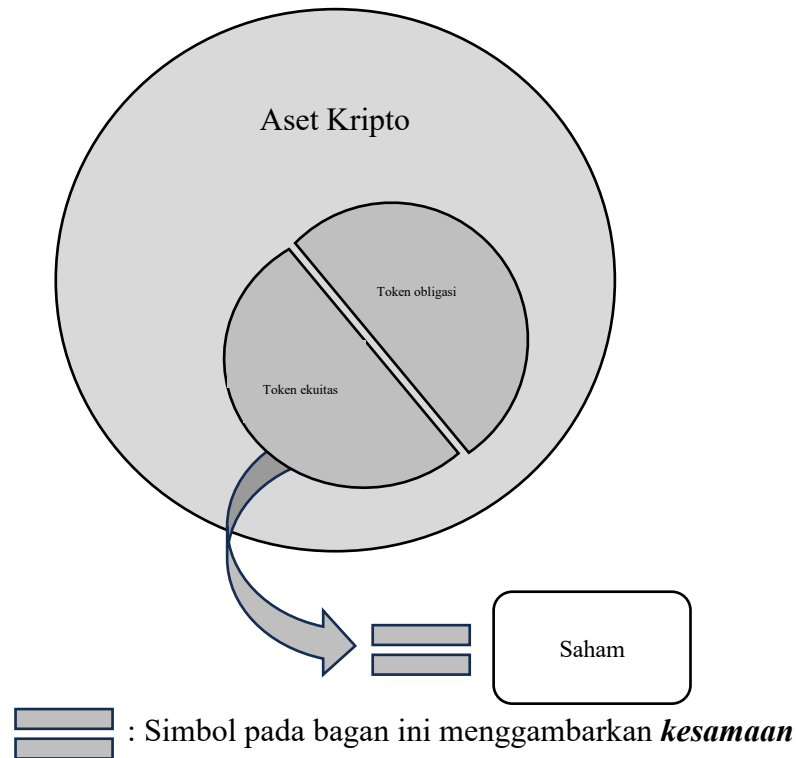 Aset Kripto
Token obligasi
Token ekuitas
Saham
: Simbol pada bagan ini menggambarkan kesamaan